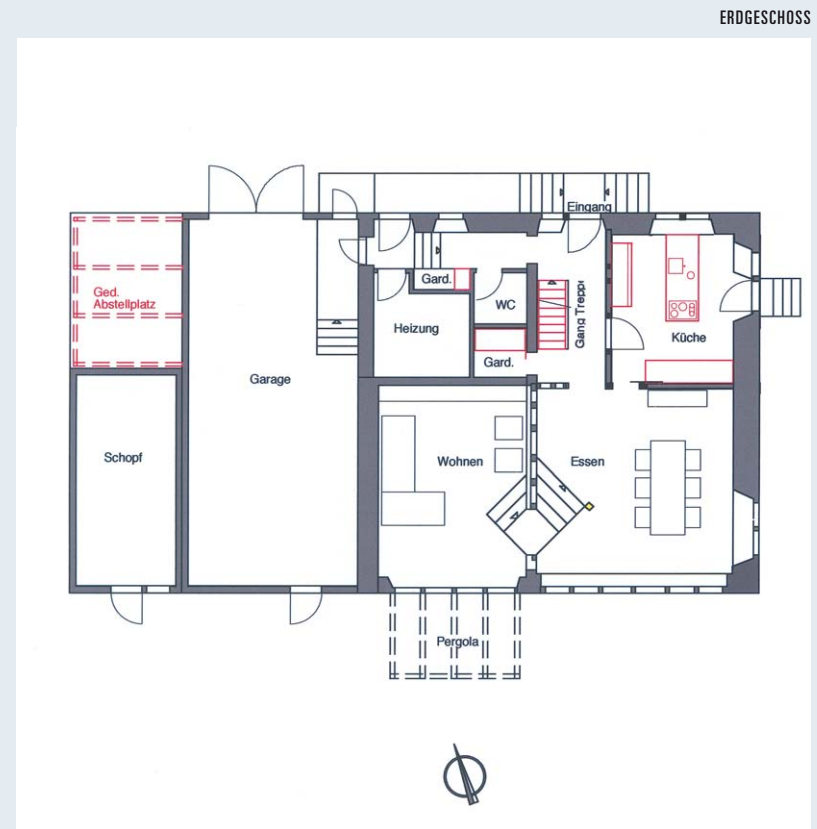 ERDGESCHOSS
Eingang
Gard.
Ged.
Abstellplatz
WC
Gang Treppe
Heizung
Küche
Gard.
Garage
Schopf
Wohnen
Essen
Pergola